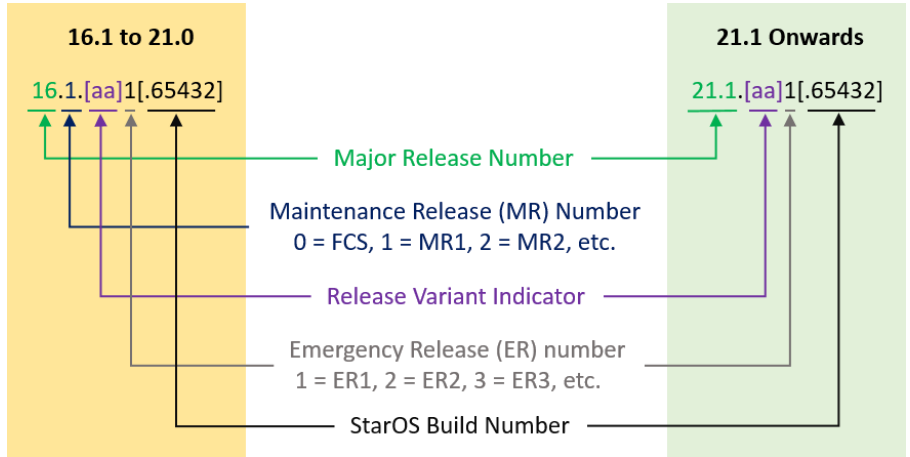 16.1 to 21.0
21.1 Onwards
16.1.[aa]1[.65432]
21.1.[aa]1[.65432]
Major Release Number
Maintenance Release (MR) Number
0 = FCS, 1 = MR1, 2 = MR2, etc.
Release Variant Indicator
Emergency Release (ER) number
1 = ER1, 2 = ER2, 3 = ER3, etc.
StarOS Build Number